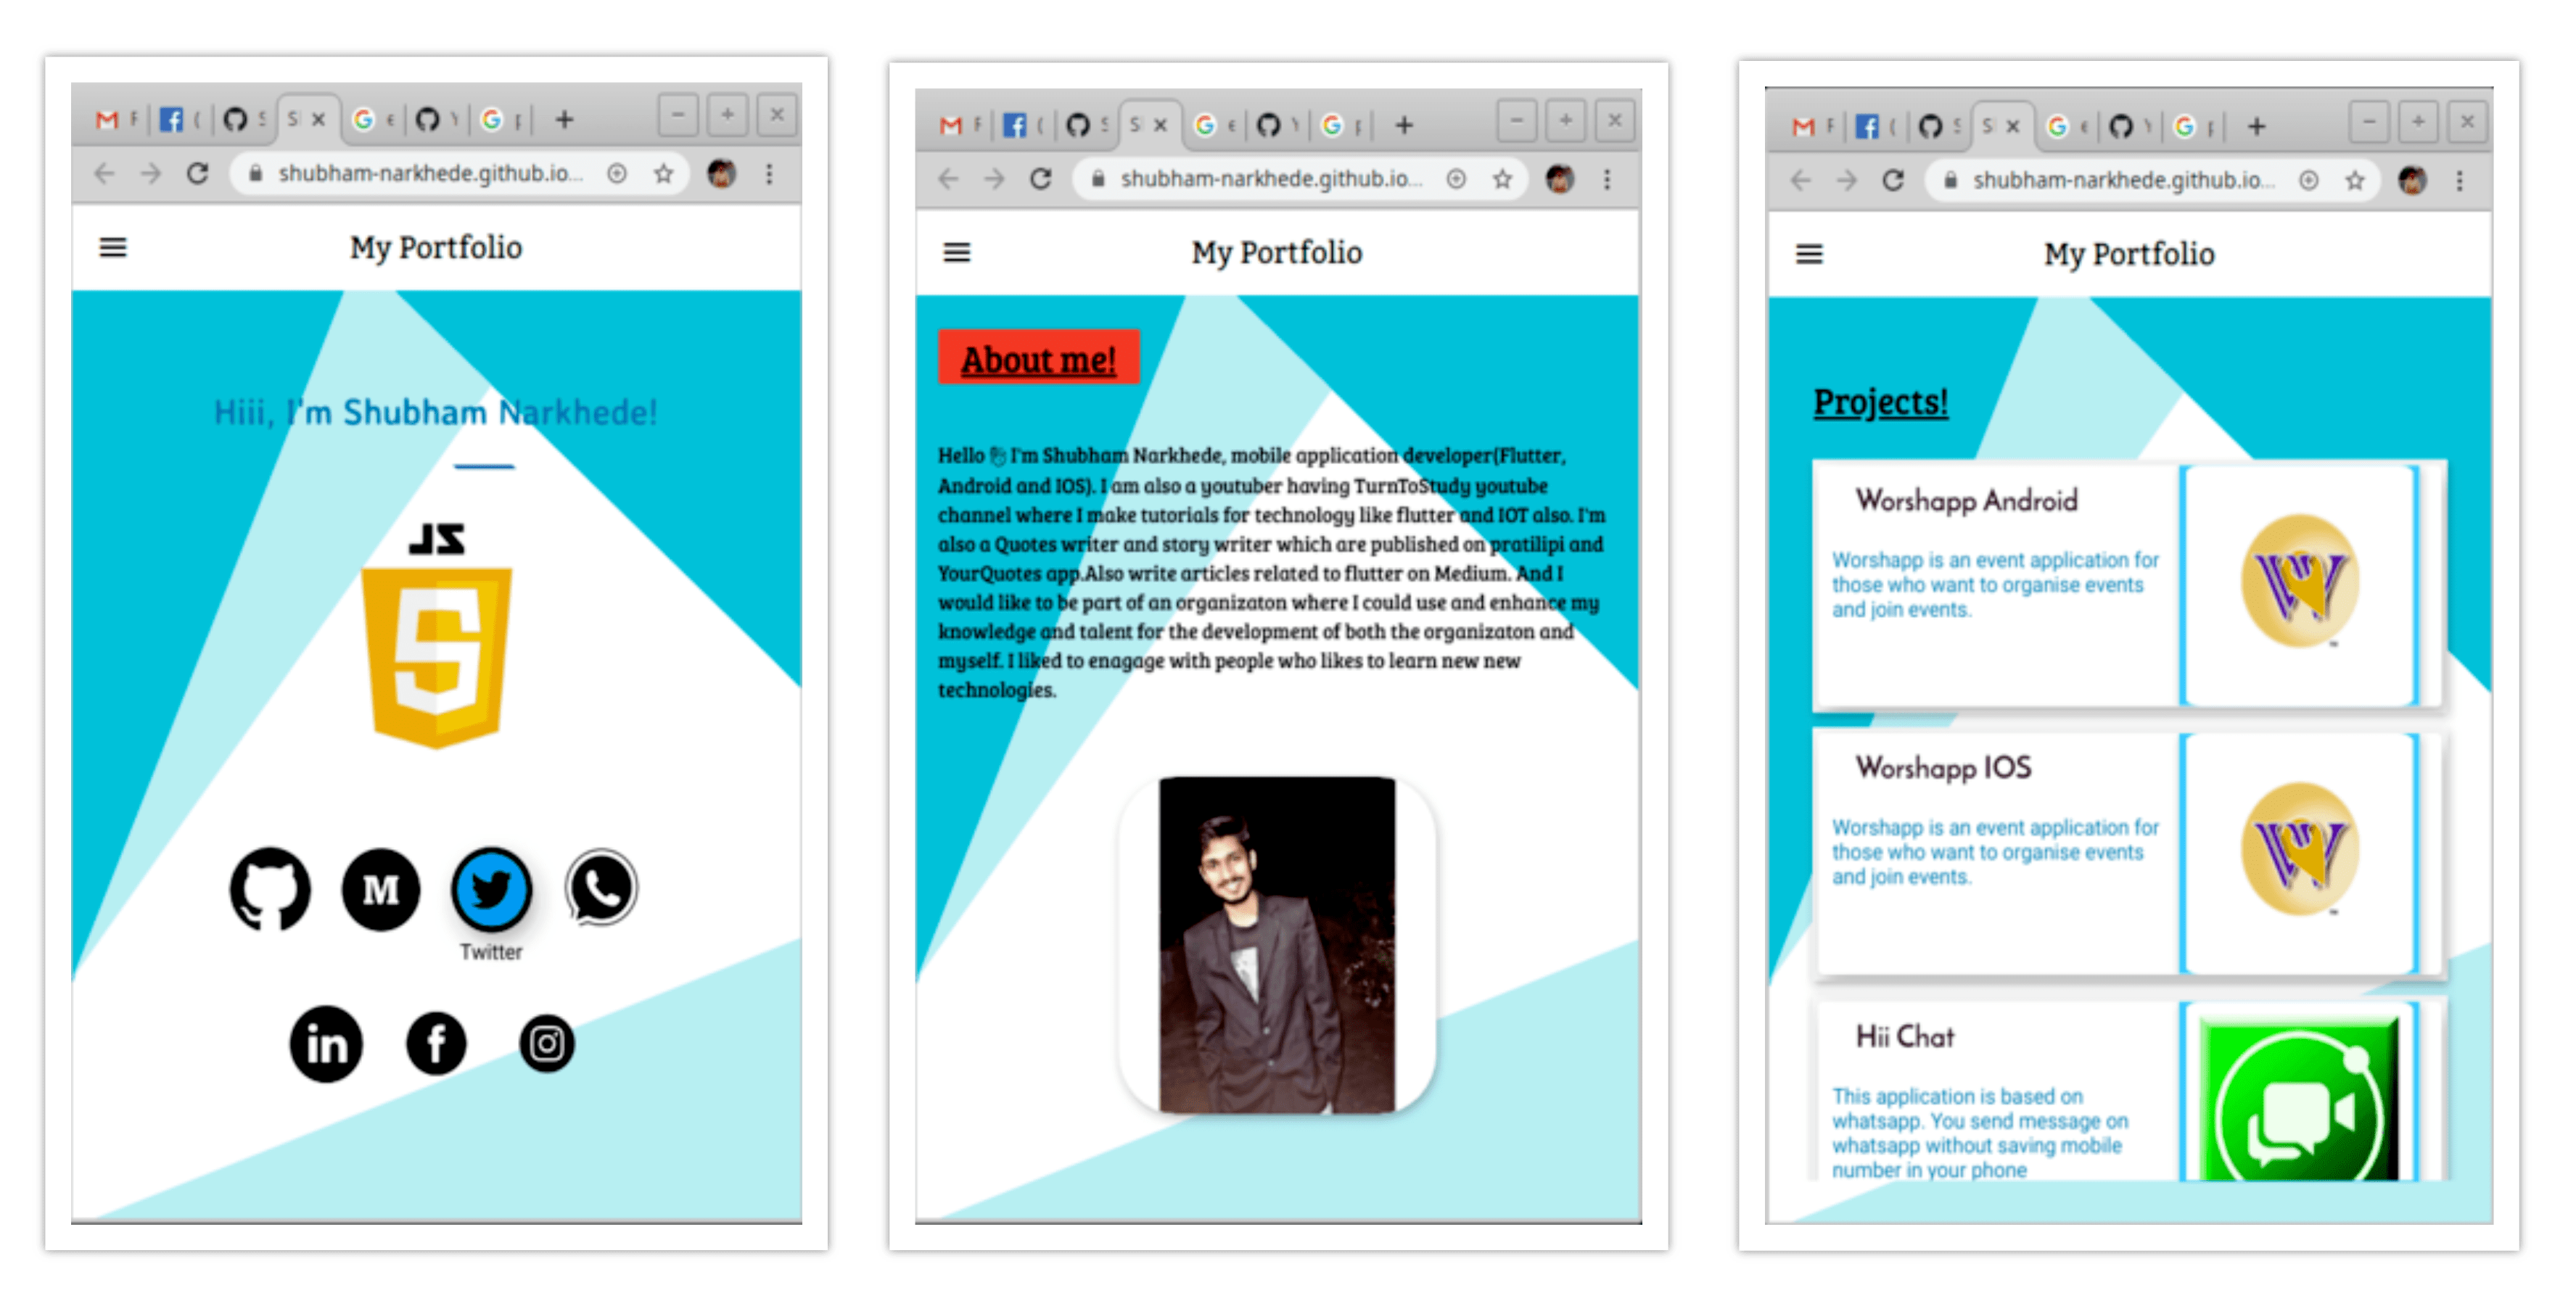 shubham-narkhede.github.io...
My Portfolio
Hiii, I'm Shubham Narkhede!
JS
M
Twitter
in
f
shubham-narkhede.github.io...
My Portfolio
About me!
Hello 👋 I'm Shubham Narkhede, mobile application developer(Flutter,
Android and IOS). I am also a youtuber having TurnToStudy youtube
channel where I make tutorials for technology like flutter and IOT also. I'm
also a Quotes writer and story writer which are published on pratilipi and
YourQuotes app.Also write articles related to flutter on Medium. And I
would like to be part of an organizaton where I could use and enhance my
knowledge and talent for the development of both the organizaton and
myself. I liked to enagage with people who likes to learn new new
technologies.
shubham-narkhede.github.io...
My Portfolio
Projects!
Worshapp Android
Worshapp is an event application for
those who want to organise events
and join events.
W
Worshapp IOS
Worshapp is an event application for
those who want to organise events
and join events.
W
Hii Chat
This application is based on
whatsapp. You send message on
whatsapp without saving mobile
number in your phone